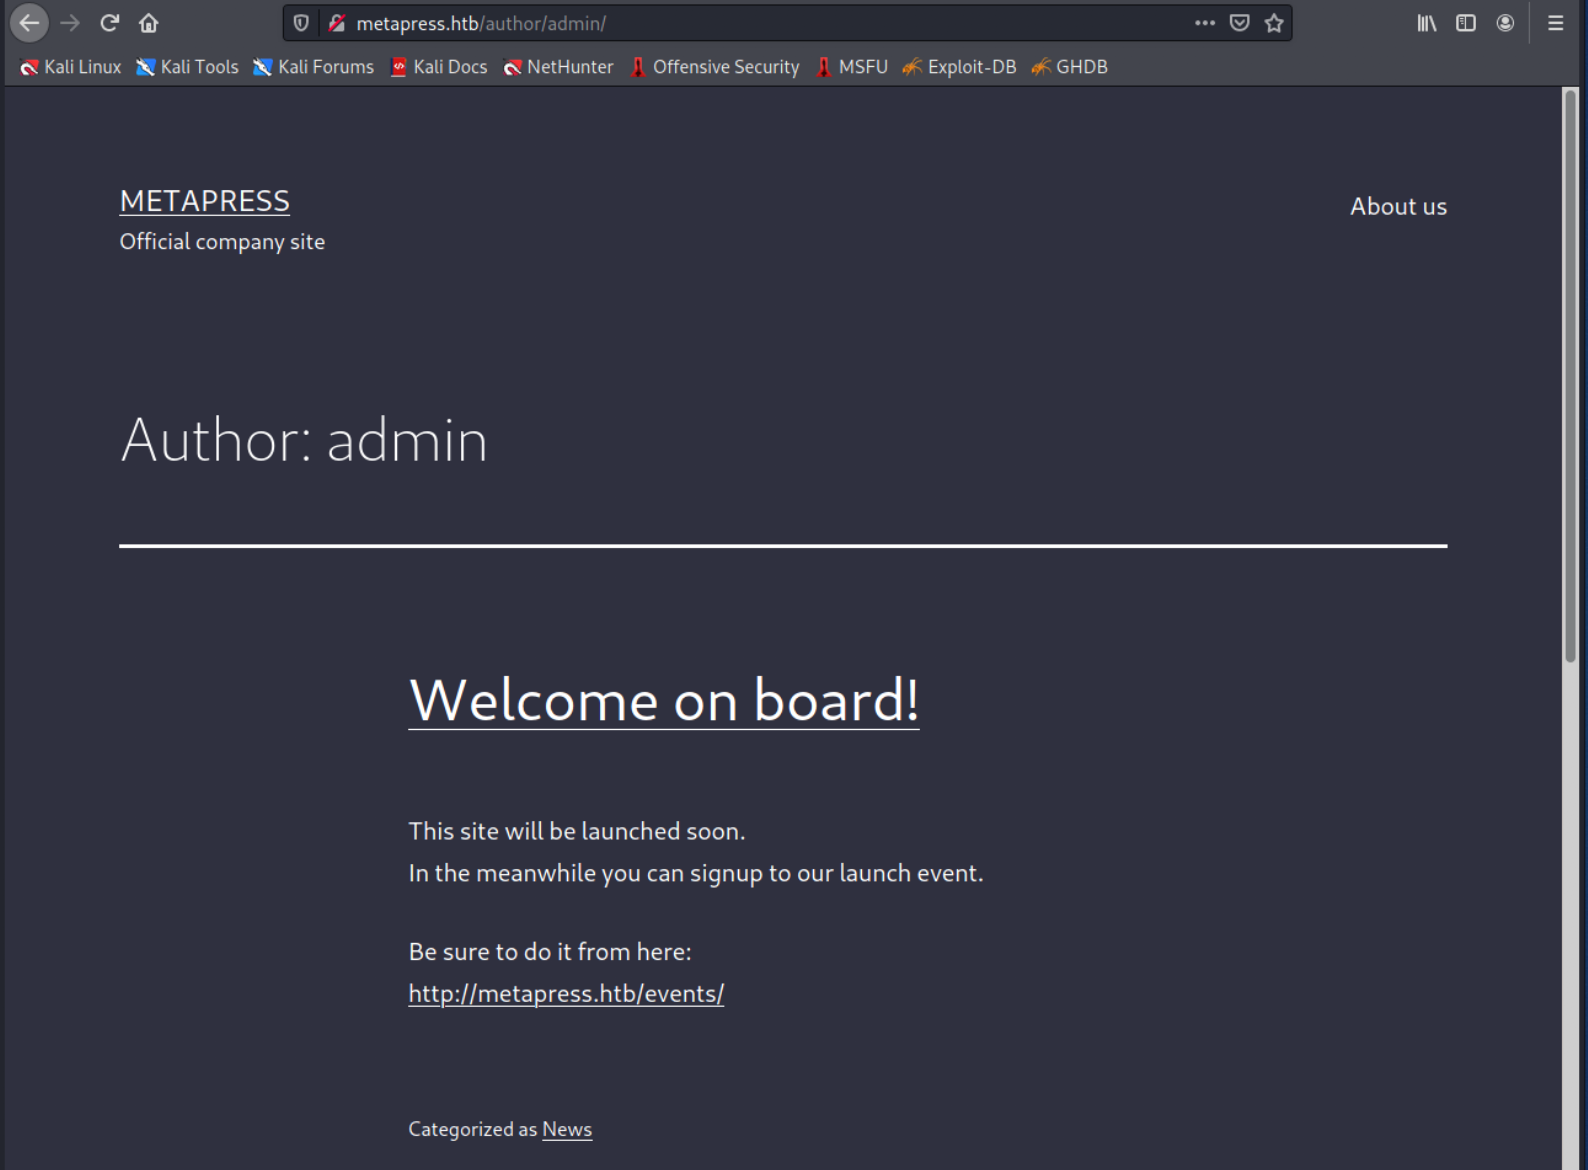 metapress.htb/author/admin/
Kali Linux Kali Tools Kali Forums Kali Docs NetHunter Offensive Security MSFU Exploit-DB GHDB
METAPRESS
About us
Official company site
Author: admin
Welcome on board!
This site will be launched soon.
In the meanwhile you can signup to our launch event.
Be sure to do it from here:
http://metapress.htb/events/
Categorized as News